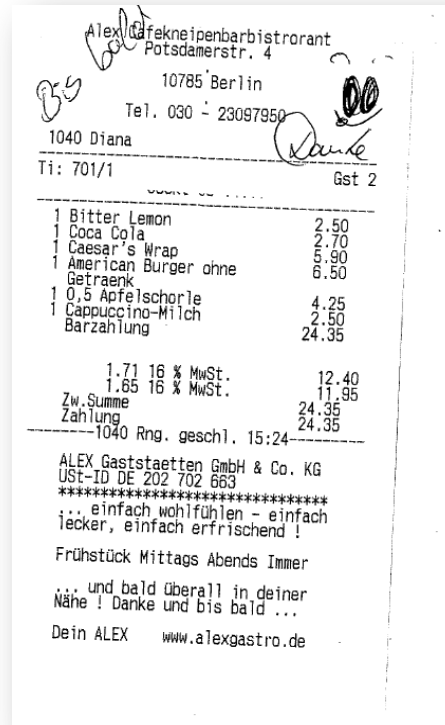 Bis bald
Alex Cafekneipenbarbistrorant
Potsdamerstr. 4
10785 Berlin
Tel. 030 - 23097950
Danke
1040 Diana
Ti: 701/1 Gst 2
1 Bitter Lemon 2.50
1 Coca Cola 2.70
1 Caesar's Wrap 5.90
1 American Burger ohne 6.50
Getraenk
1 0,5 Apfelschorle 4.25
1 Cappuccino-Milch 2.50
Barzahlung 24.35
1.71 16 % MwSt. 12.40
1.65 16 % MwSt. 11.95
Zw.Summe 24.35
Zahlung 24.35
--------1040 Rng. geschl. 15:24----------
ALEX Gaststaetten GmbH & Co. KG
USt-ID DE 202 702 663
*******************************
... einfach wohlfühlen - einfach
lecker, einfach erfrischend !
Frühstück Mittags Abends Immer
... und bald überall in deiner
Nähe ! Danke und bis bald ...
Dein ALEX www.alexgastro.de